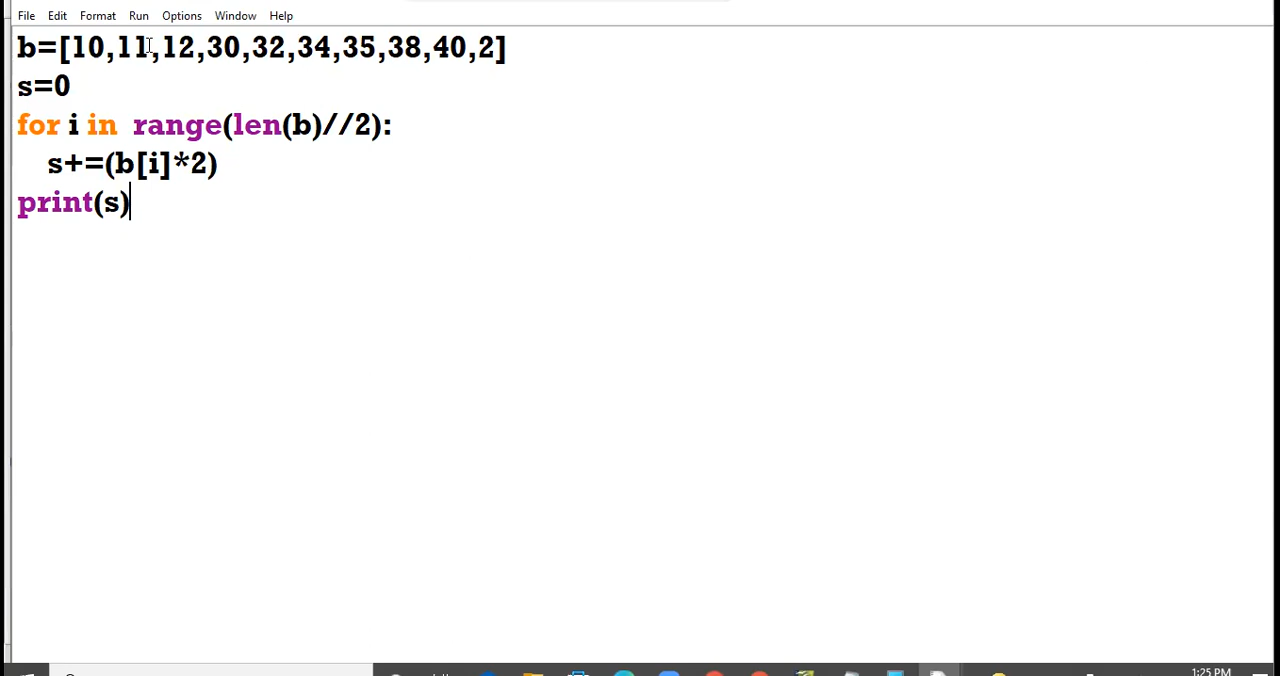 File Edit Format Run Options Window Help
b=[10,11,12,30,32,34,35,38,40,2]
s=0
for i in  range(len(b)//2):
    s+=(b[i]*2)
print(s)
1:25 PM